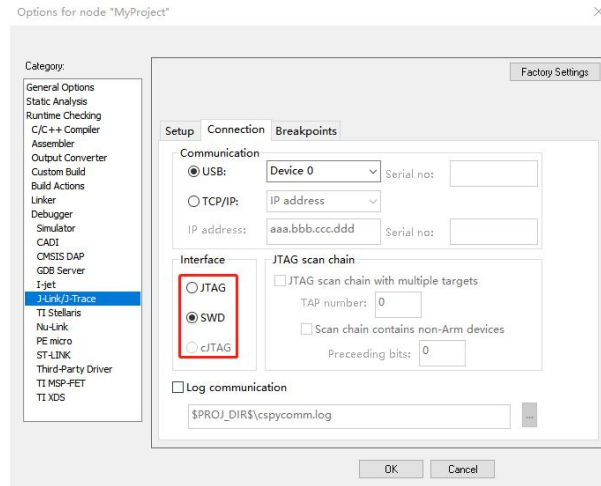 Options for node "MyProject"
Category:
Factory Settings
General Options
Static Analysis
Runtime Checking
C/C++ Compiler
Assembler
Output Converter
Custom Build
Build Actions
Linker
Debugger
Simulator
CADI
CMSIS DAP
GDB Server
I-jet
J-Link/J-Trace
TI Stellaris
Nu-Link
PE micro
ST-LINK
Third-Party Driver
TI MSP-FET
TI XDS
Setup Connection Breakpoints
Communication
USB: Device 0 Serial no:
TCP/IP: IP address
IP address: aaa.bbb.ccc.ddd Serial no:
Interface
JTAG
SWD
cJTAG
JTAG scan chain
JTAG scan chain with multiple targets
TAP number: 0
Scan chain contains non-Arm devices
Preceeding bits: 0
Log communication
$PROJ_DIR$\cspycomm.log ...
OK Cancel